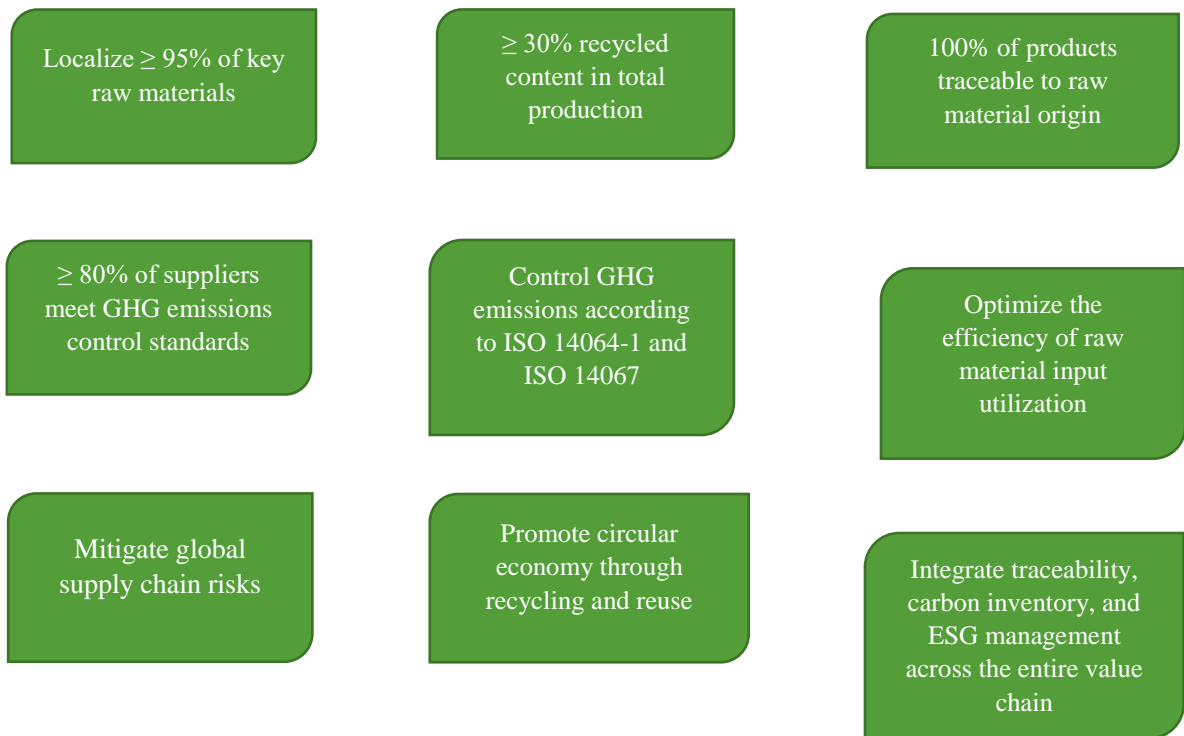 Localize ≥ 95% of key
raw materials
≥ 30% recycled
content in total
production
100% of products
traceable to raw
material origin
≥ 80% of suppliers
meet GHG emissions
control standards
Control GHG
emissions according
to ISO 14064-1 and
ISO 14067
Optimize the
efficiency of raw
material input
utilization
Mitigate global
supply chain risks
Promote circular
economy through
recycling and reuse
Integrate traceability,
carbon inventory, and
ESG management
across the entire value
chain